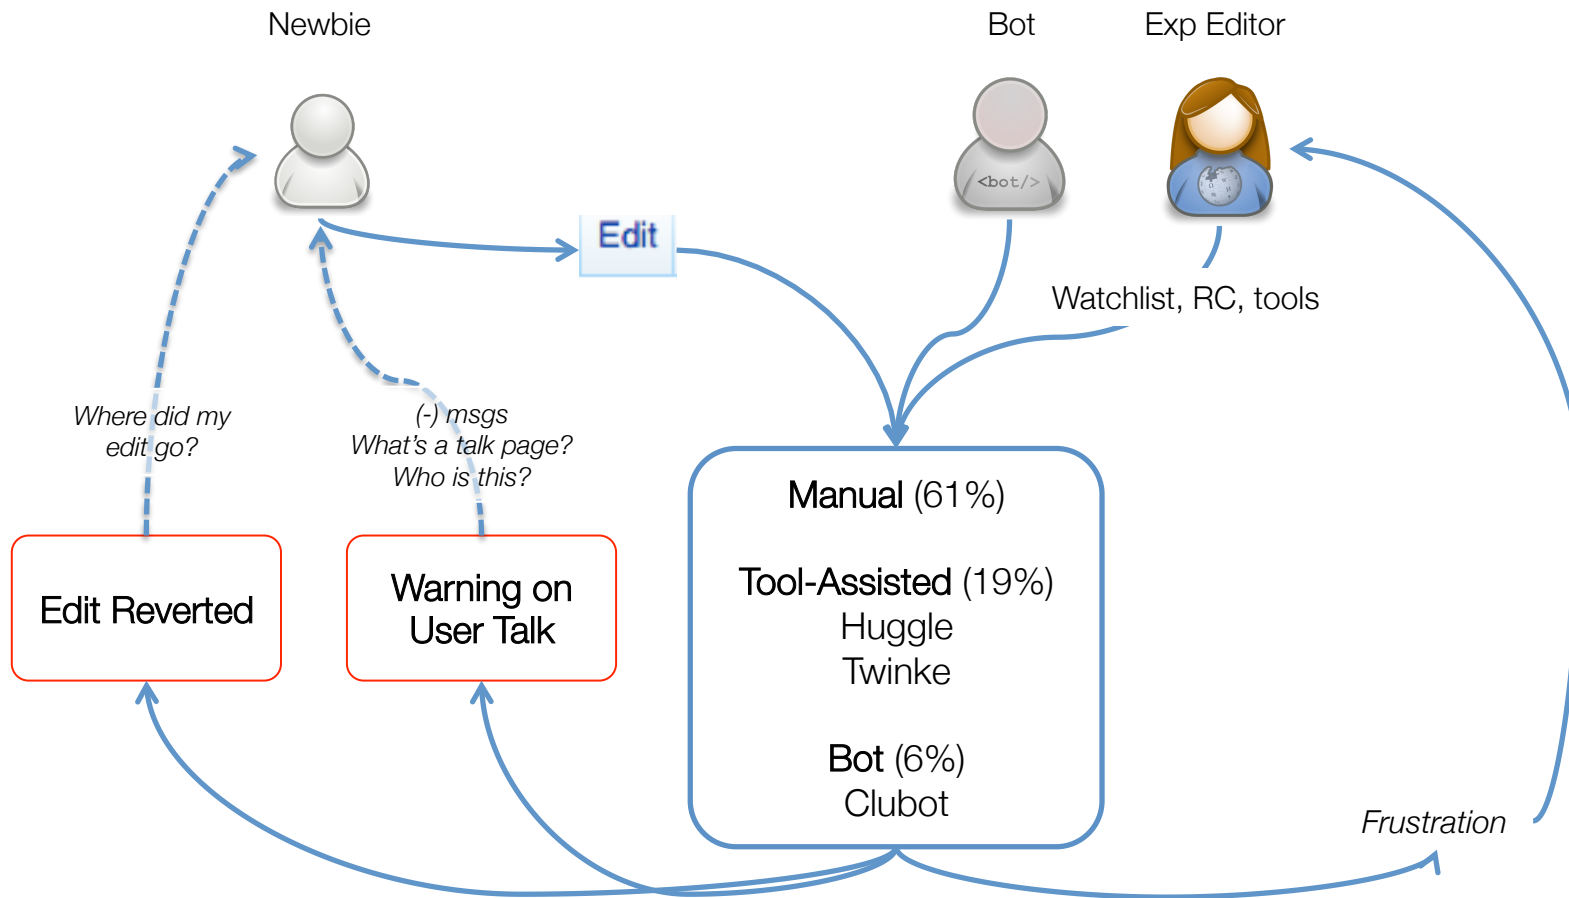 Newbie
Bot
Exp Editor
<bot/>
Edit
Watchlist, RC, tools
Where did my
edit go?
(-) msgs
What's a talk page?
Who is this?
Manual (61%)
Tool-Assisted (19%)
Huggle
Twinke
Bot (6%)
Clubot
Edit Reverted
Warning on
User Talk
Frustration